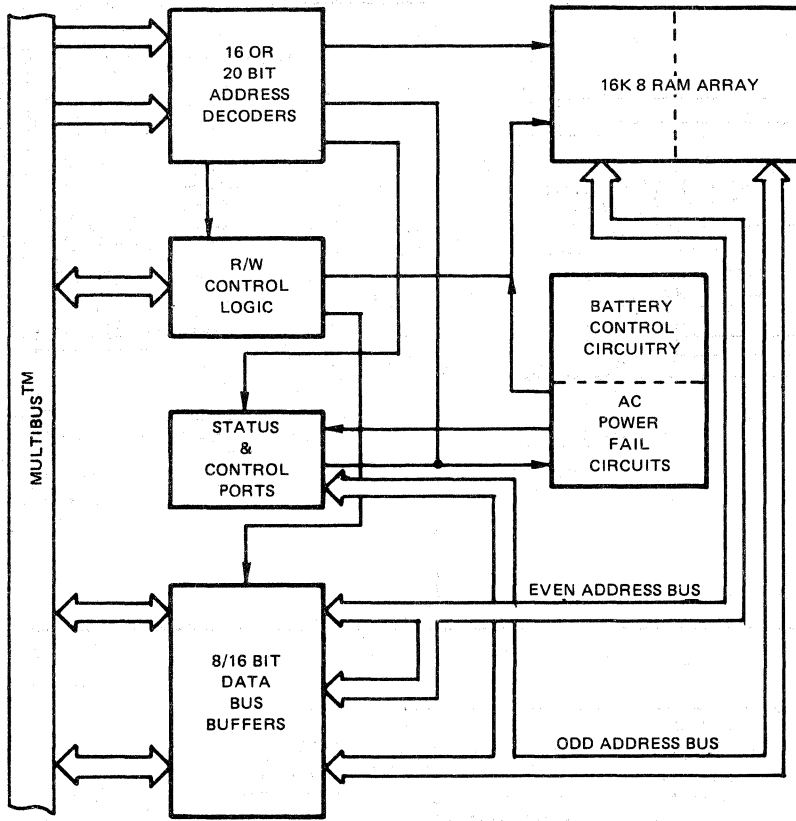 16 OR
20 BIT
ADDRESS
DECODERS
16K 8 RAM ARRAY
R/W
CONTROL
LOGIC
BATTERY
CONTROL
CIRCUITRY
AC
POWER
FAIL
CIRCUITS
STATUS
&
CONTROL
PORTS
MULTIBUS™
EVEN ADDRESS BUS
8/16 BIT
DATA
BUS
BUFFERS
ODD ADDRESS BUS